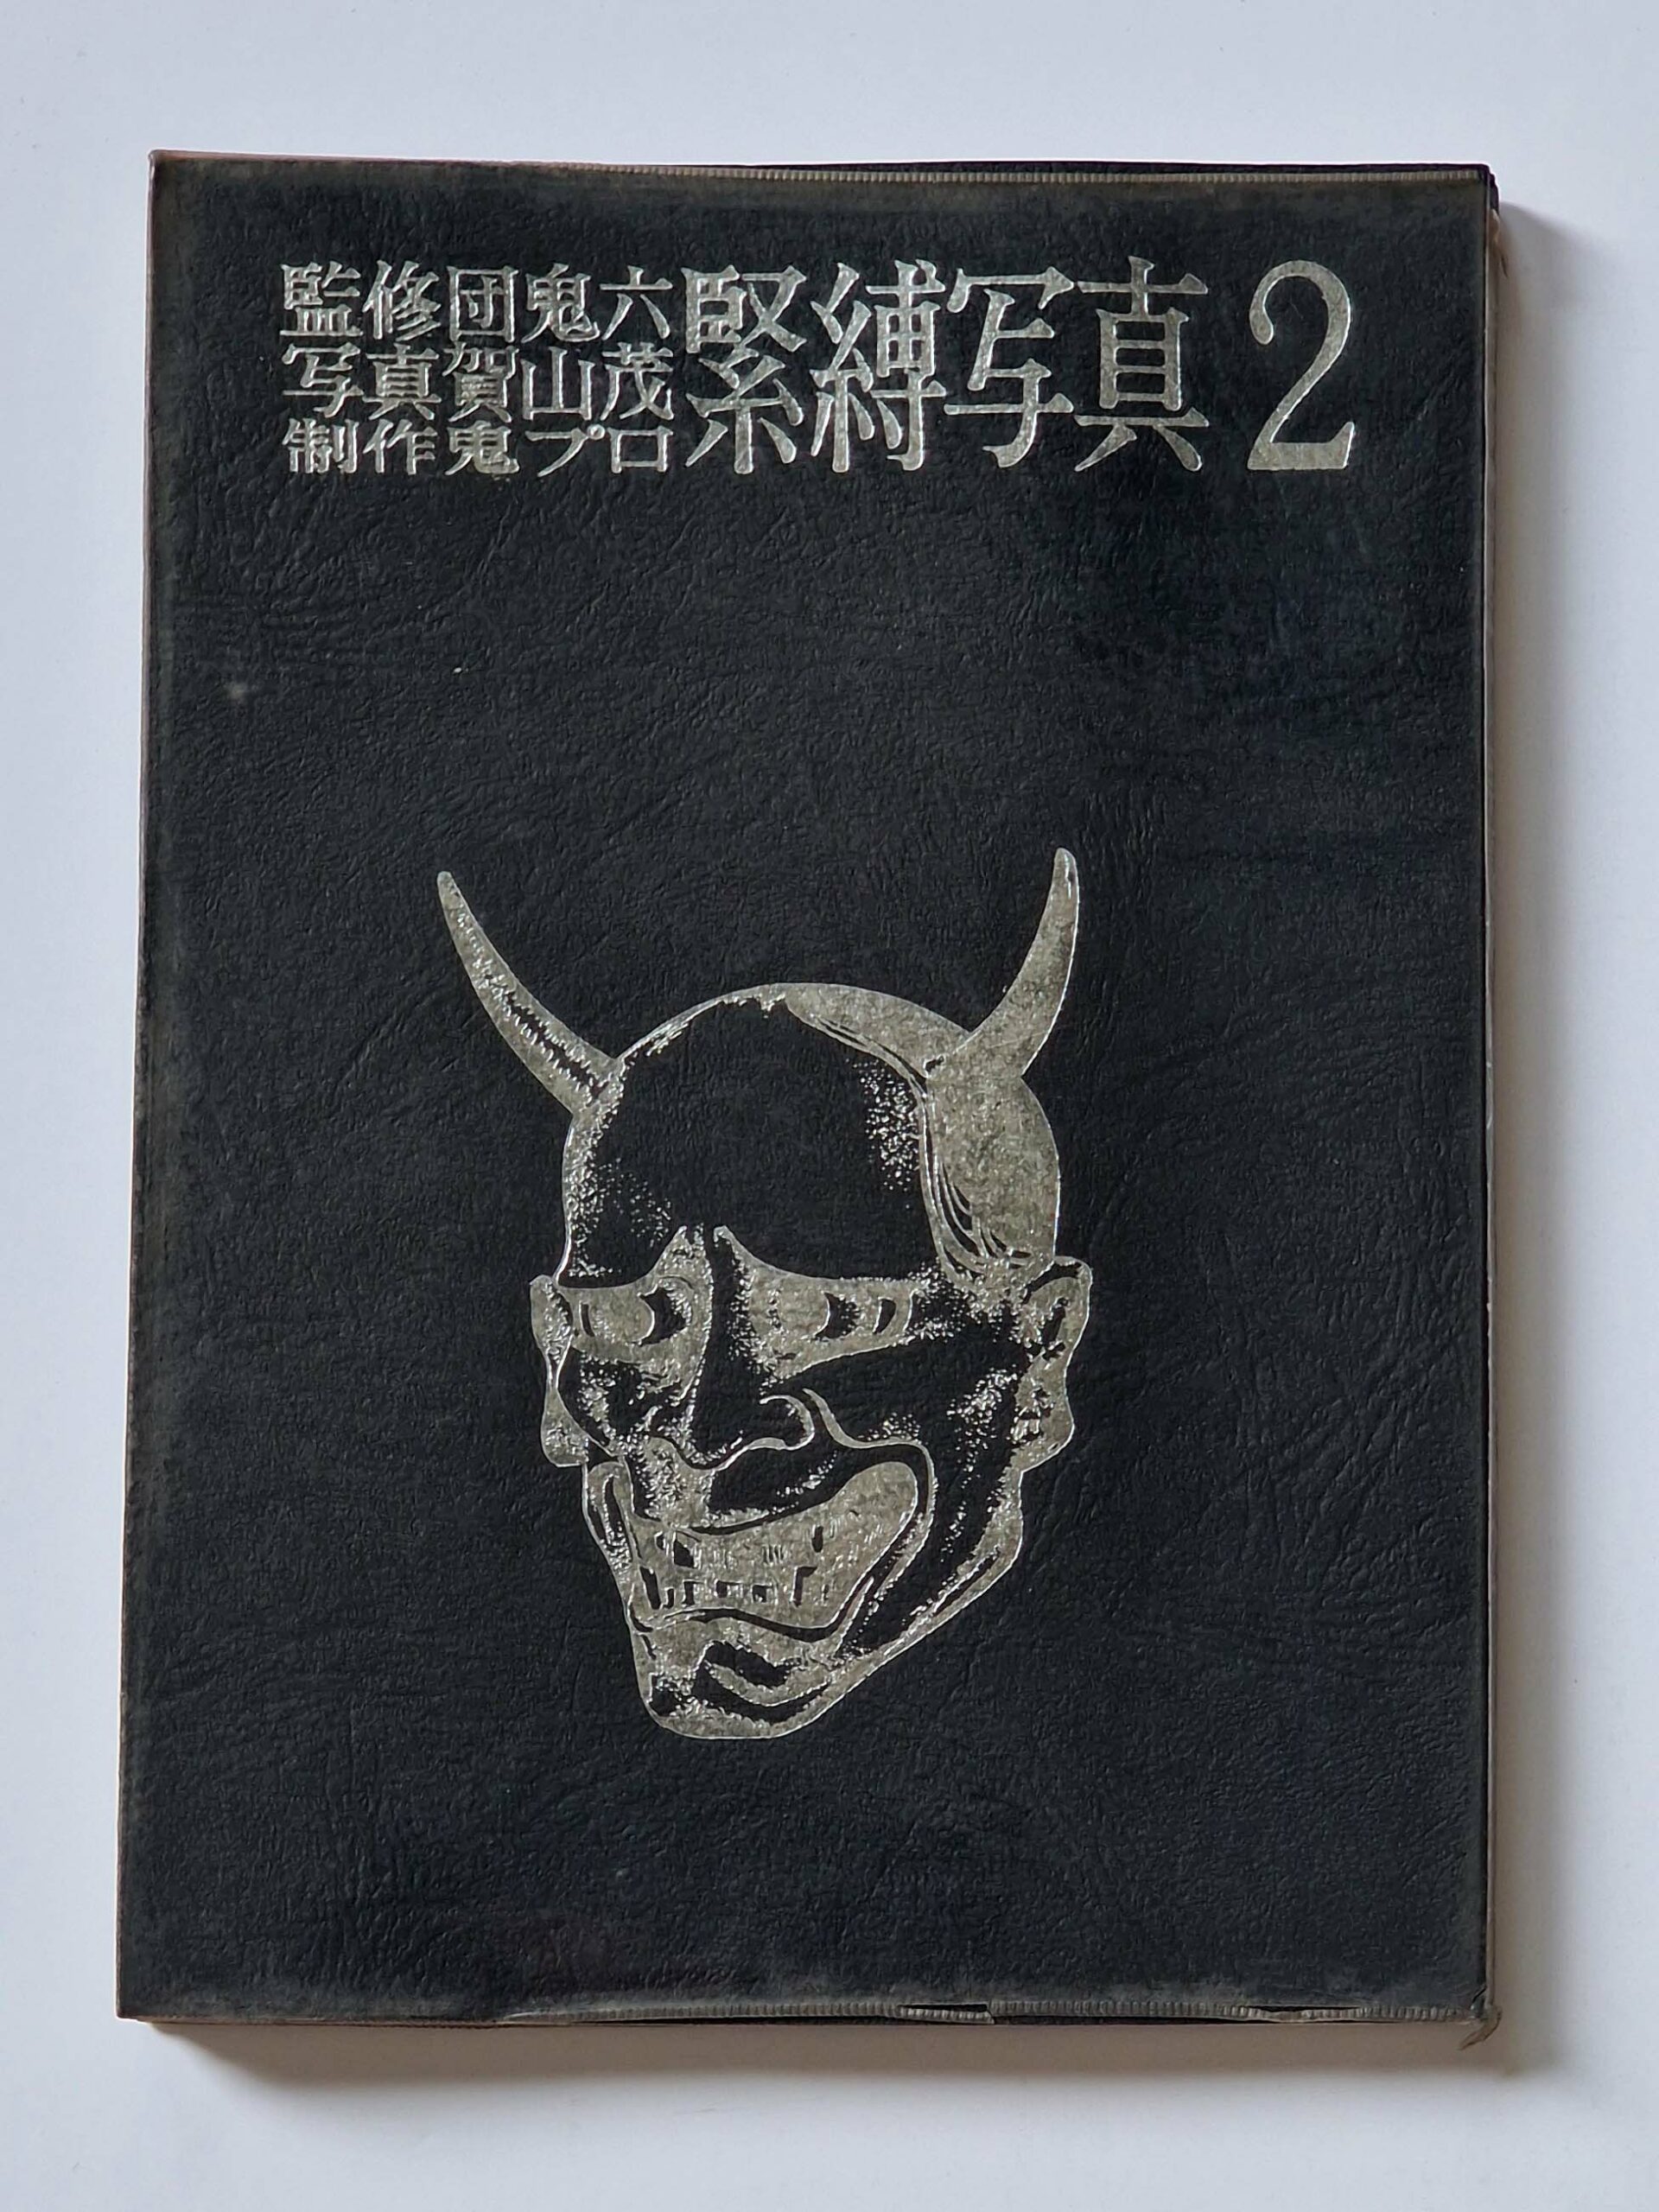 監修団鬼六
写真賀山茂
制作鬼プロ
緊縛写真2